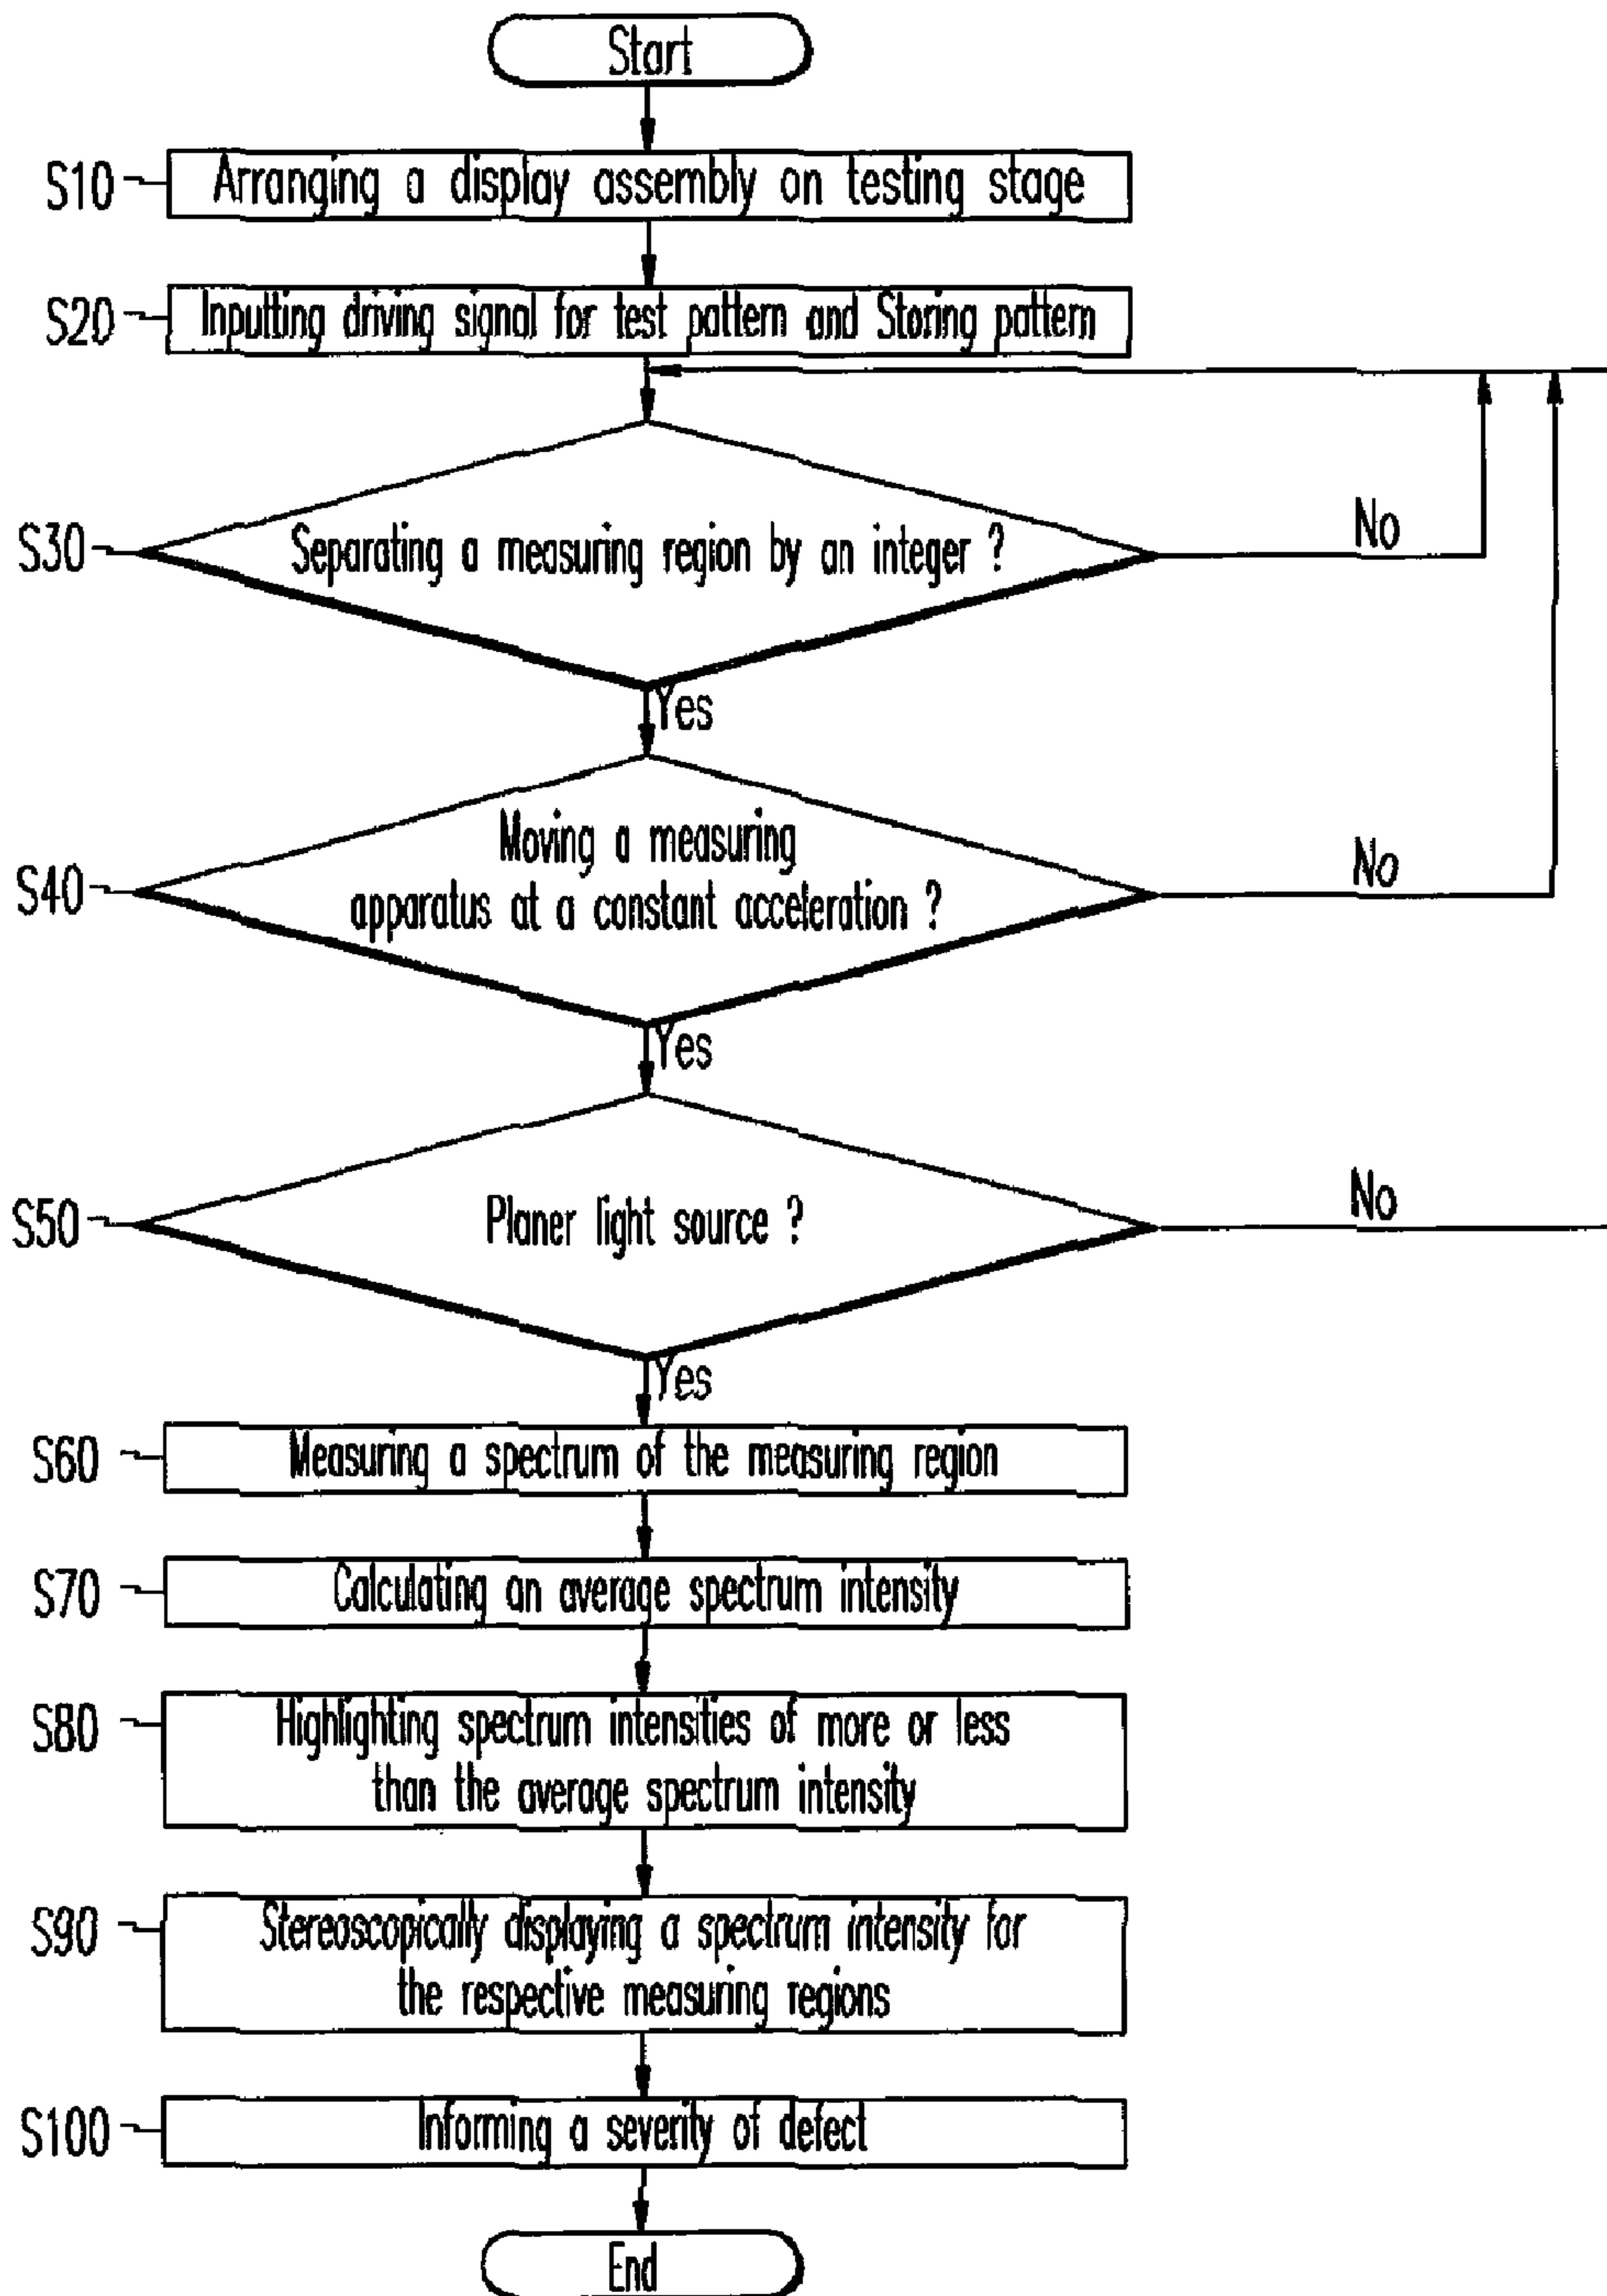 Start
S10
Arranging a display assembly on testing stage
S20
Inputting driving signal for test pattern and Storing pattern
S30
Separating a measuring region by an integer ?
No
Yes
S40
Moving a measuring
apparatus at a constant acceleration ?
No
Yes
S50
Planer light source ?
No
Yes
S60
Measuring a spectrum of the measuring region
S70
Calculating an average spectrum intensity
S80
Highlighting spectrum intensities of more or less
than the average spectrum intensity
S90
Stereoscopically displaying a spectrum intensity for
the respective measuring regions
S100
Informing a severity of defect
End